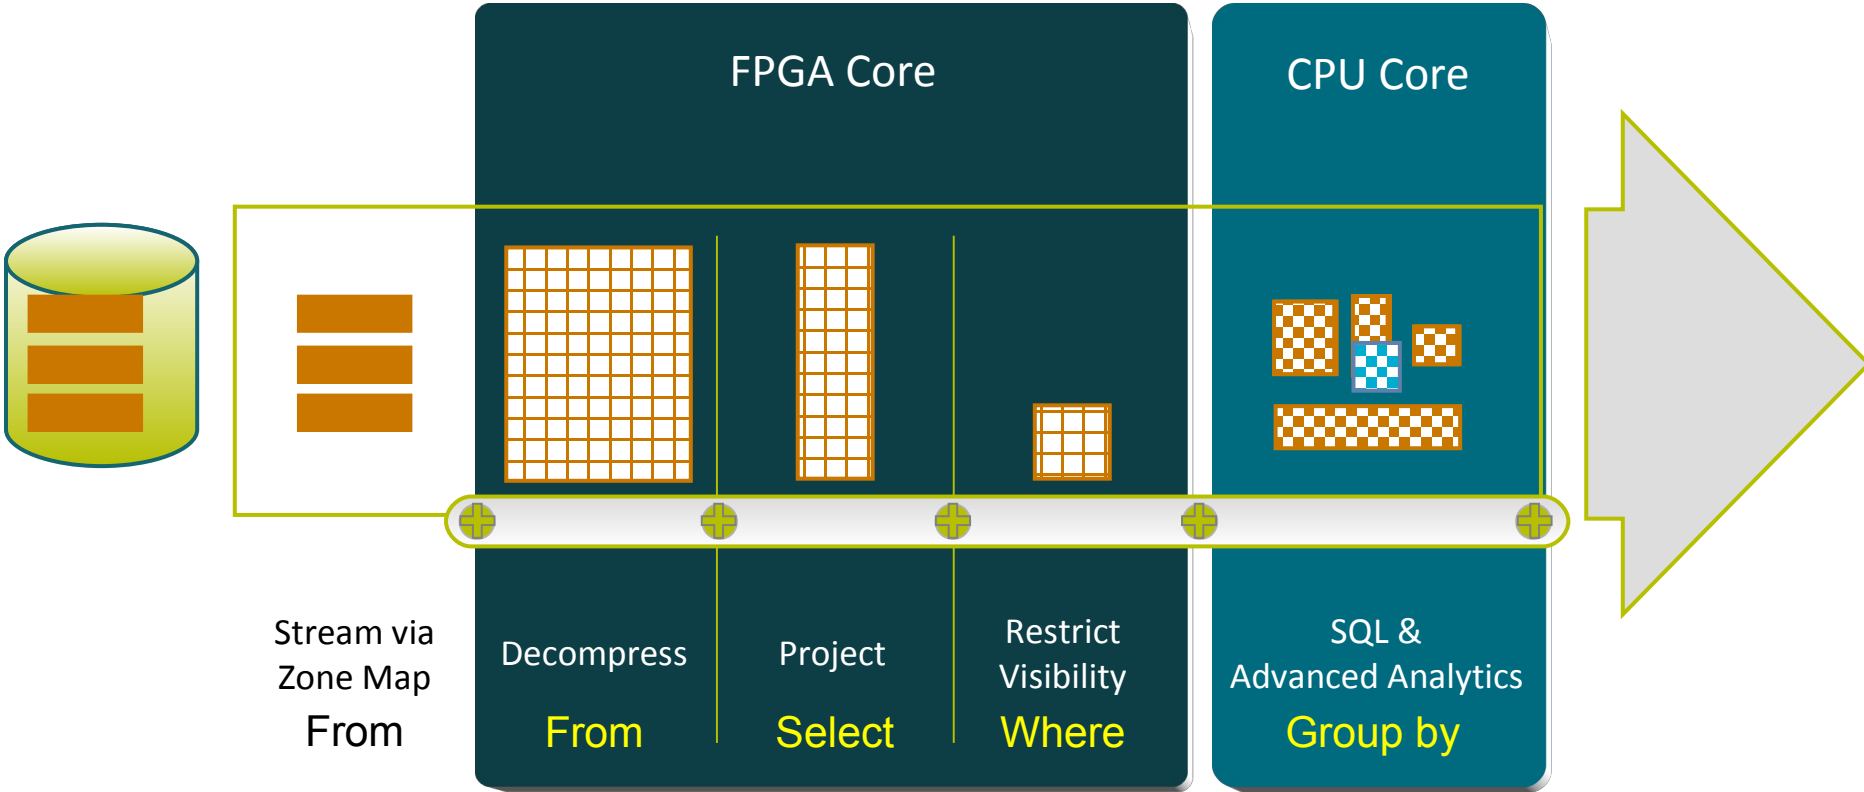 FPGA Core
CPU Core
Stream via
Zone Map
From
Decompress
From
Project
Select
Restrict
Visibility
Where
SQL &
Advanced Analytics
Group by